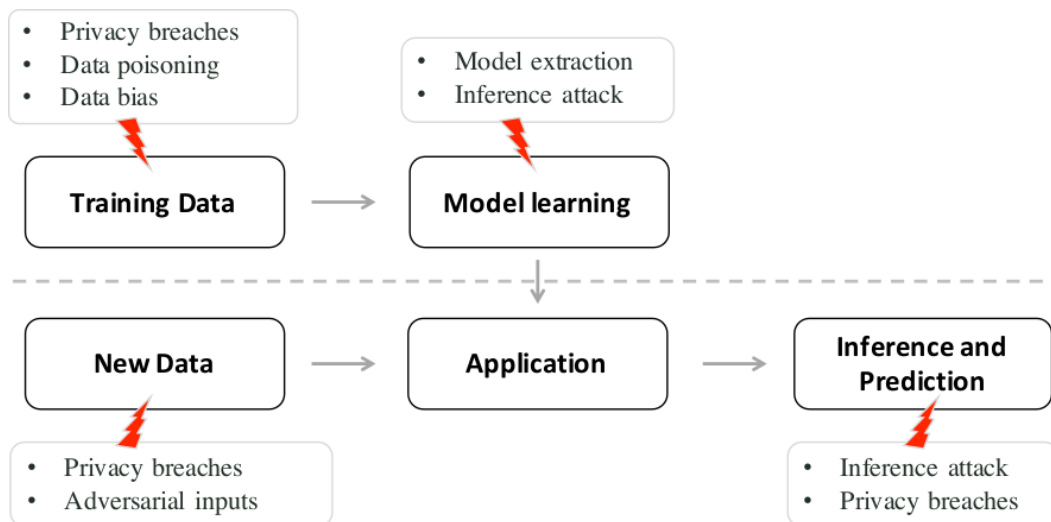 • Privacy breaches
• Data poisoning
• Data bias
• Model extraction
• Inference attack
Training Data
Model learning
New Data
Application
Inference and
Prediction
• Privacy breaches
• Adversarial inputs
• Inference attack
• Privacy breaches